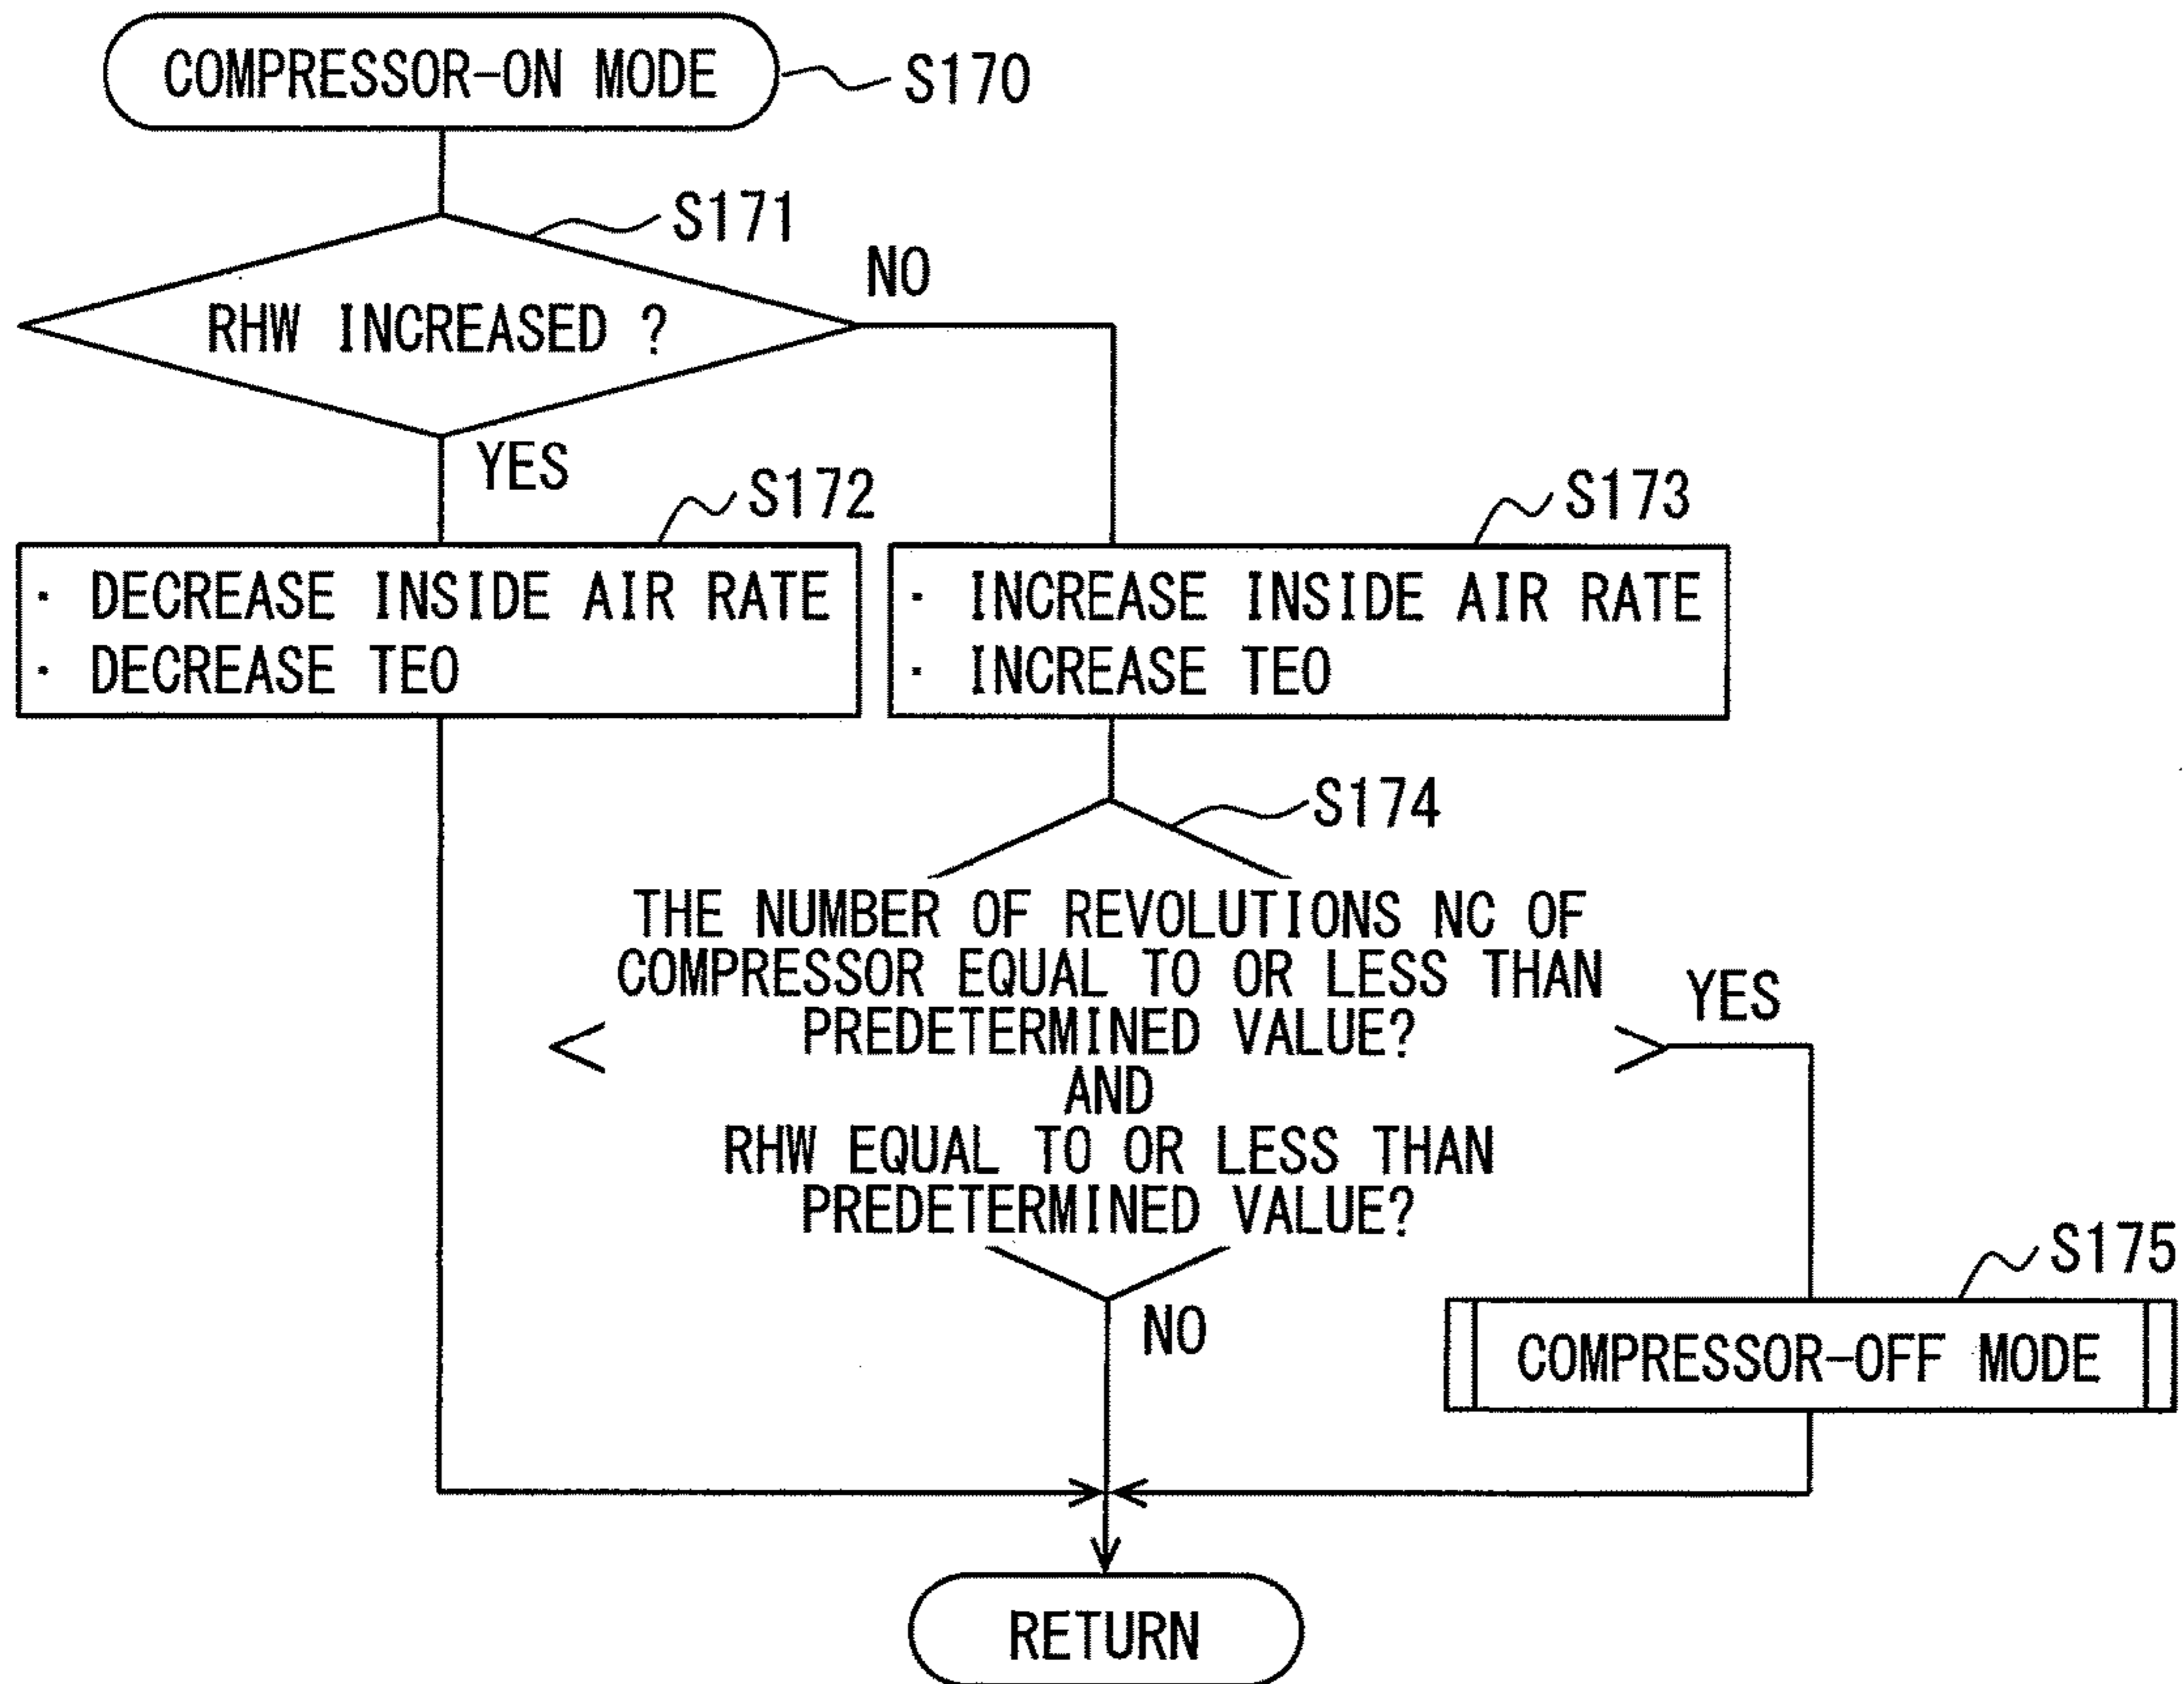 COMPRESSOR-ON MODE
S170
S171
RHW INCREASED ?
NO
YES
S172
· DECREASE INSIDE AIR RATE
· DECREASE TEO
S173
· INCREASE INSIDE AIR RATE
· INCREASE TEO
S174
THE NUMBER OF REVOLUTIONS NC OF
COMPRESSOR EQUAL TO OR LESS THAN
PREDETERMINED VALUE?
AND
RHW EQUAL TO OR LESS THAN
PREDETERMINED VALUE?
YES
NO
S175
COMPRESSOR-OFF MODE
RETURN